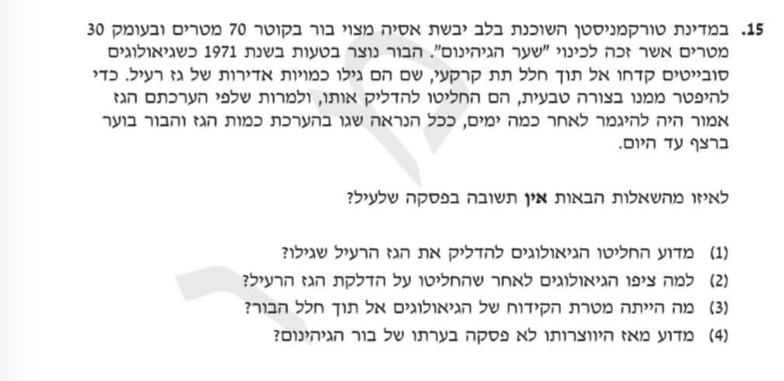 15. במדינת טורקמניסטן השוכנת בלב יבשת אסיה מצוי בור בקוטר 70 מטרים ובעומק 30
מטרים אשר זכה לכינוי "שער הגיהינום". הבור נוצר בטעות בשנת 1971 כשגיאולוגים
סובייטים קדחו אל תוך חלל תת קרקעי, שם הם גילו כמויות אדירות של גז רעיל. כדי
להיפטר ממנו בצורה טבעית, הם החליטו להדליק אותו, ולמרות שלפי הערכתם הגז
אמור היה להיגמר לאחר כמה ימים, ככל הנראה שגו בהערכת כמות הגז והבור בוער
ברצף עד היום.
לאיזו מהשאלות הבאות אין תשובה בפסקה שלעיל?
(1) מדוע החליטו הגיאולוגים להדליק את הגז הרעיל שגילו?
(2) למה ציפו הגיאולוגים לאחר שהחליטו על הדלקת הגז הרעיל?
(3) מה הייתה מטרת הקידוח של הגיאולוגים אל תוך חלל הבור?
(4) מדוע מאז היווצרותו לא פסקה בערתו של בור הגיהינום?